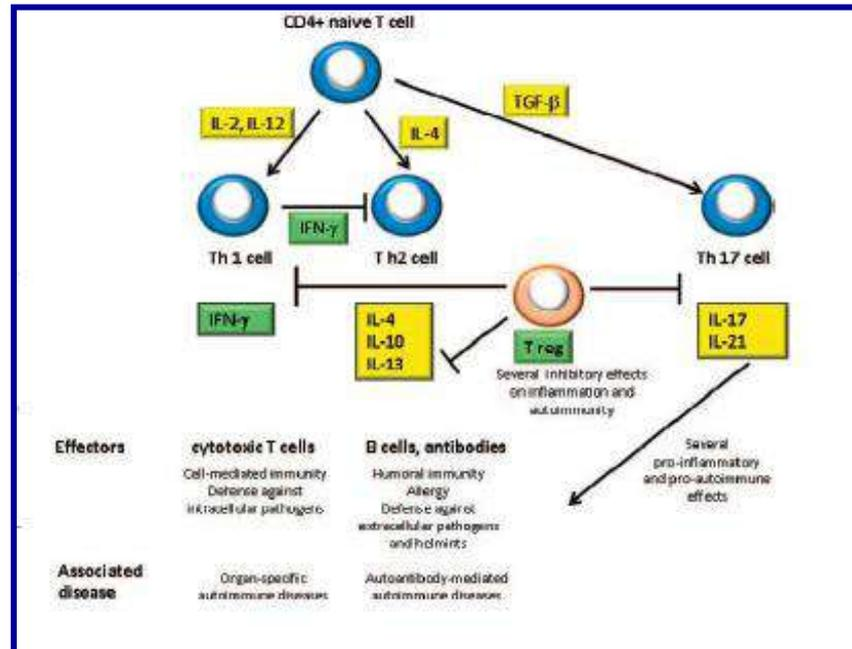 CD4+ naive T cell
TGF-β
IL-2, IL-12
IL-4
IFN-γ
Th 1 cell
T h2 cell
Th 17 cell
IFN-γ
IL-4
IL-10
IL-13
T reg
IL-17
IL-21
Several inhibitory effects
on inflammation and
autoimmunity
Effectors
cytotoxic T cells
Cell-mediated immunity
Defense against
intracellular pathogens
B cells, antibodies
Humoral immunity
Allergy
Defense against
extracellular pathogens
and helmints
Several
pro-inflammatory
and pro-autoimmune
effects
Associated
disease
Organ-specific
autoimmune diseases
Autoantibody-mediated
autoimmune diseases